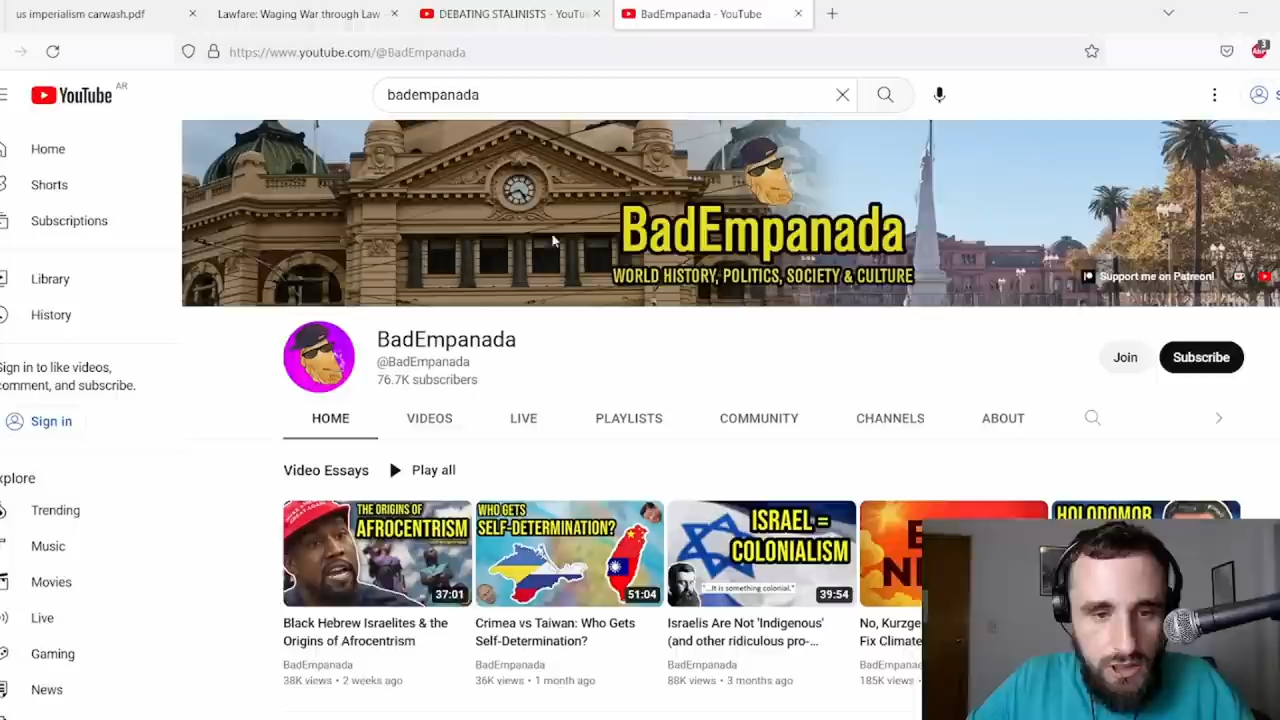 us imperialism carwash.pdf
Lawfare: Waging War through Law
DEBATING STALINISTS - YouTu
BadEmpanada - YouTube
https://www.youtube.com/@BadEmpanada
3
YouTube
AR
badempanada
Home
Shorts
Subscriptions
Library
History
Sign in to like videos,
comment, and subscribe.
Sign in
xplore
Trending
Music
Movies
Live
Gaming
News
BadEmpanada
WORLD HISTORY, POLITICS, SOCIETY & CULTURE
Support me on Patreon!
BadEmpanada
@BadEmpanada
76.7K subscribers
Join
Subscribe
HOME
VIDEOS
LIVE
PLAYLISTS
COMMUNITY
CHANNELS
ABOUT
Video Essays
Play all
THE ORIGINS OF
AFROCENTRISM
37:01
WHO GETS
SELF-DETERMINATION?
51:04
ISRAEL =
COLONIALISM
"...It is something colonial."
39:54
HOLODOMOR
Black Hebrew Israelites & the
Origins of Afrocentrism
BadEmpanada
38K views • 2 weeks ago
Crimea vs Taiwan: Who Gets
Self-Determination?
BadEmpanada
36K views • 1 month ago
Israelis Are Not 'Indigenous'
(and other ridiculous pro-...
BadEmpanada
88K views • 3 months ago
No, Kurzge
Fix Climate
BadEmpana
185K views